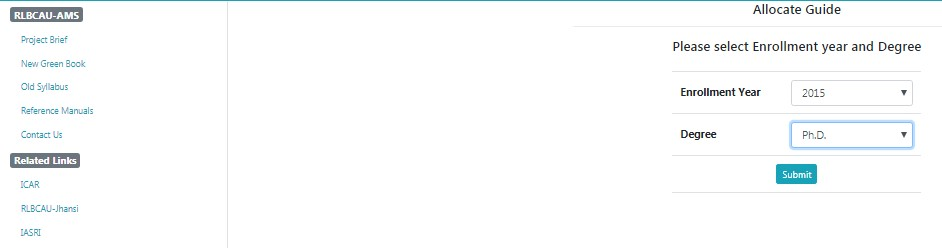 RLBCAU-AMS
Project Brief
New Green Book
Old Syllabus
Reference Manuals
Contact Us
Related Links
ICAR
RLBCAU-Jhansi
IASRI
Allocate Guide
Please select Enrollment year and Degree
Enrollment Year 2015
Degree Ph.D.
Submit